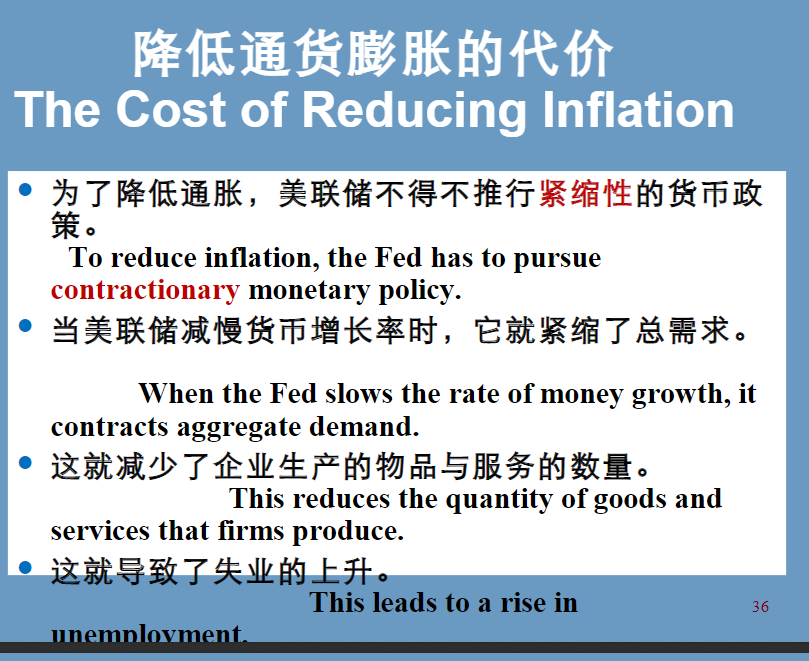 降低通货膨胀的代价
The Cost of Reducing Inflation
为了降低通胀，美联储不得不推行紧缩性的货币政
策。
To reduce inflation, the Fed has to pursue
contractionary monetary policy.
当美联储减慢货币增长率时，它就紧缩了总需求。
When the Fed slows the rate of money growth, it
contracts aggregate demand.
这就减少了企业生产的物品与服务的数量。
This reduces the quantity of goods and
services that firms produce.
这就导致了失业的上升。
This leads to a rise in
unemployment.
36